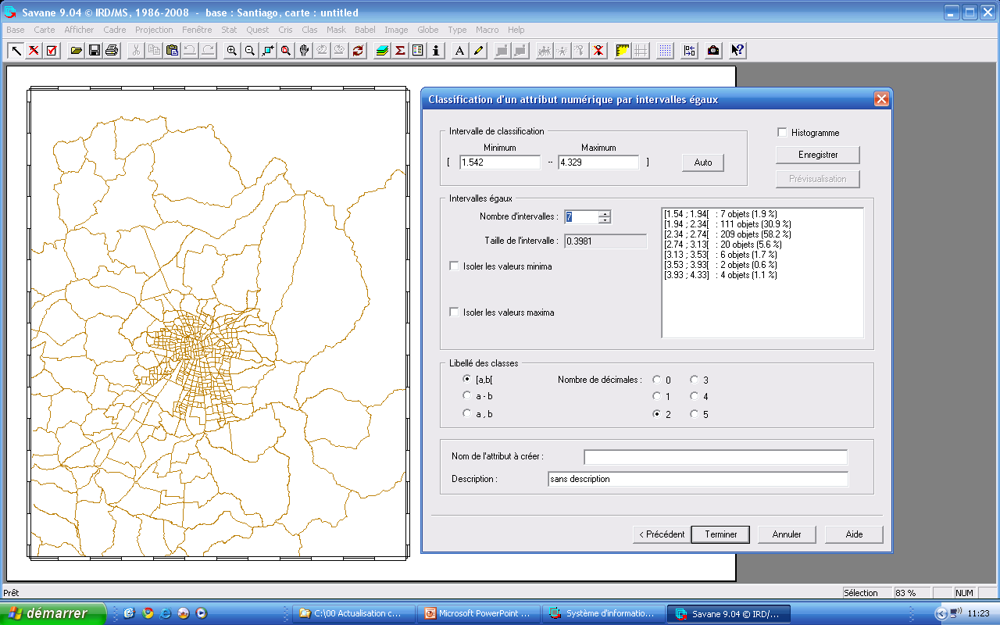 Savane 9.04 © IRD/MS, 1986-2008 - base : Santiago, carte : untitled
Base Carte Afficher Cadre Projection Fenêtre Stat Quest Cris Clas Mask Babel Image Globe Type Macro Help
Classification d'un attribut numérique par intervalles égaux
Intervalle de classification
Histogramme
Minimum Maximum
[ 1.542 -- 4.329 ] Auto
Enregistrer
Prévisualisation
Intervalles égaux
Nombre d'intervalles : 7
Taille de l'intervalle : 0.3981
Isoler les valeurs minima
Isoler les valeurs maxima
[1.54 ; 1.94[ : 7 objets (1.9 %)
[1.94 ; 2.34[ : 111 objets (30.9 %)
[2.34 ; 2.74[ : 209 objets (58.2 %)
[2.74 ; 3.13[ : 20 objets (5.6 %)
[3.13 ; 3.53[ : 6 objets (1.7 %)
[3.53 ; 3.93[ : 2 objets (0.6 %)
[3.93 ; 4.33] : 4 objets (1.1 %)
Libellé des classes
[a,b[ Nombre de décimales : 0 3
a - b 1 4
a , b 2 5
Nom de l'attribut à créer :
Description : sans description
< Précédent Terminer Annuler Aide
Prêt Sélection 83 % NUM
démarrer C:\00 Actualisation c... Microsoft PowerPoint ... Système d'informatio... Savane 9.04 © IRD/... 11:23